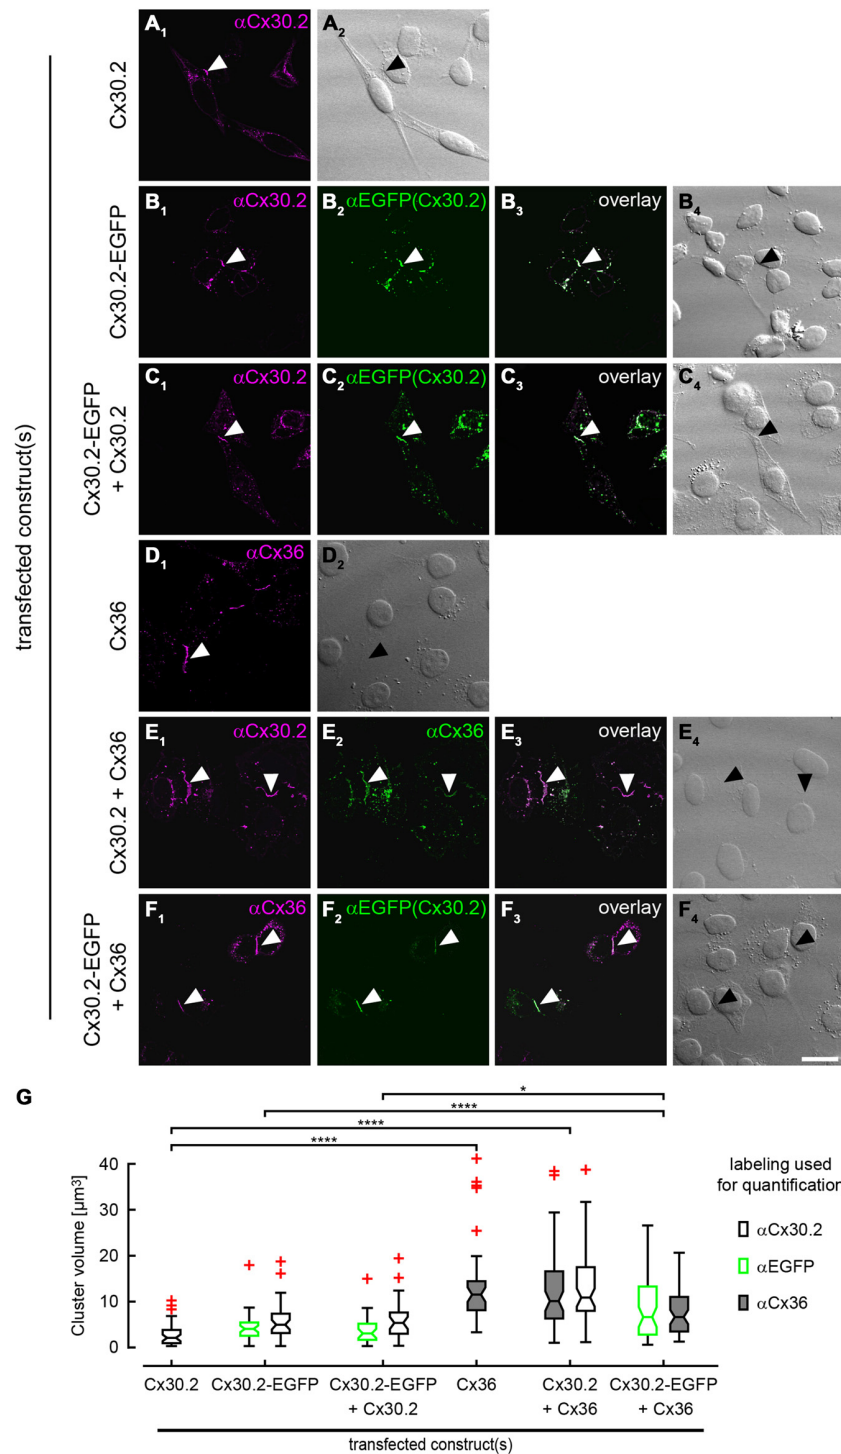 transfected construct(s)
Cx30.2
A1 αCx30.2
A2
Cx30.2-EGFP
B1 αCx30.2
B2 αEGFP(Cx30.2)
B3 overlay
B4
Cx30.2-EGFP
+ Cx30.2
C1 αCx30.2
C2 αEGFP(Cx30.2)
C3 overlay
C4
Cx36
D1 αCx36
D2
Cx30.2 + Cx36
E1 αCx30.2
E2 αCx36
E3 overlay
E4
Cx30.2-EGFP
+ Cx36
F1 αCx36
F2 αEGFP(Cx30.2)
F3 overlay
F4
G
*
****
****
****
Cluster volume [µm³]
40
30
20
10
0
labeling used
for quantification
αCx30.2
αEGFP
αCx36
Cx30.2 Cx30.2-EGFP Cx30.2-EGFP Cx36 Cx30.2 Cx30.2-EGFP
+ Cx30.2 + Cx36 + Cx36
transfected construct(s)